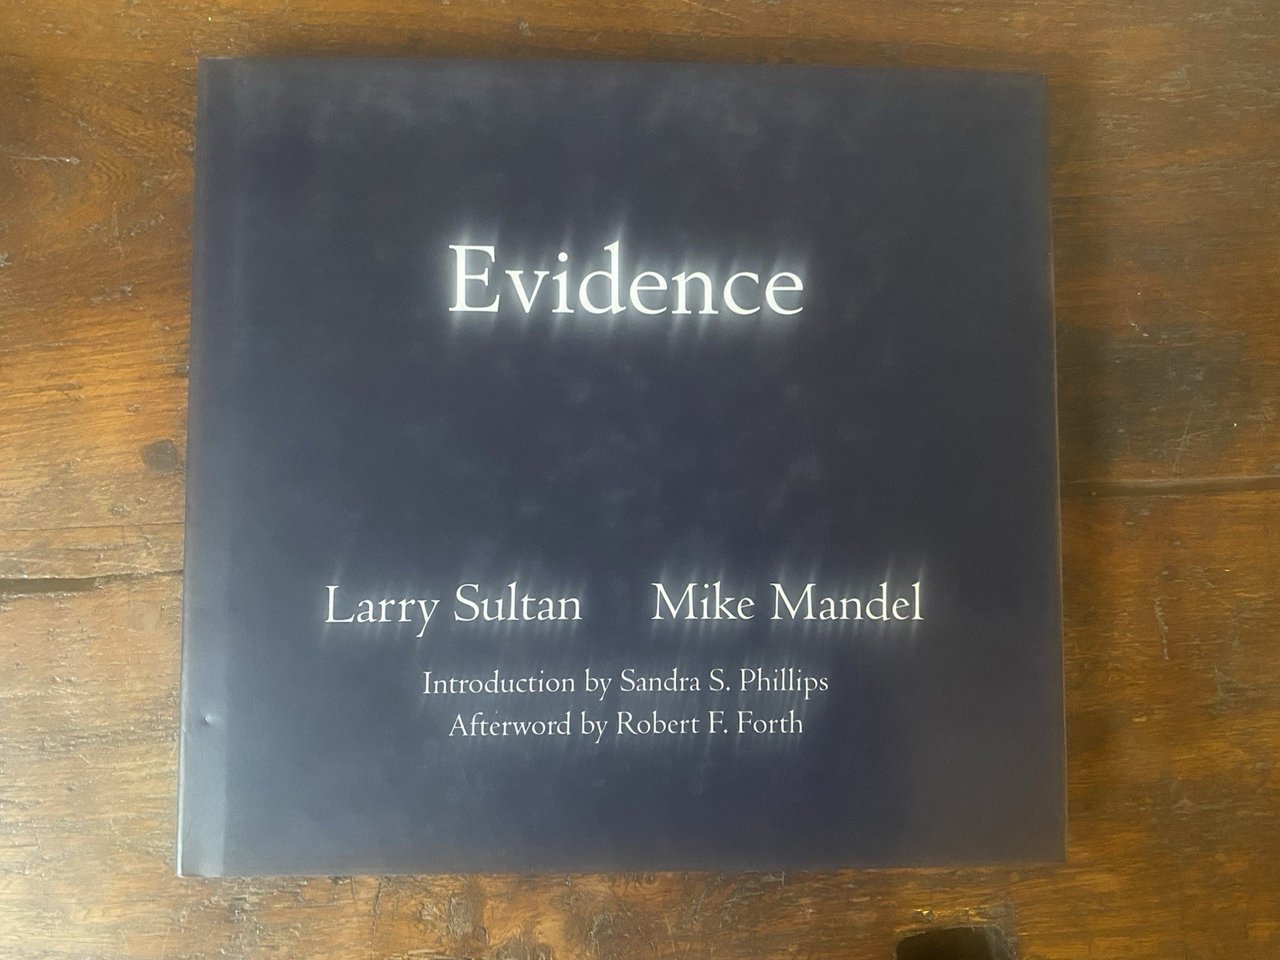 Evidence
Larry Sultan Mike Mandel
Introduction by Sandra S. Phillips
Afterword by Robert F. Forth